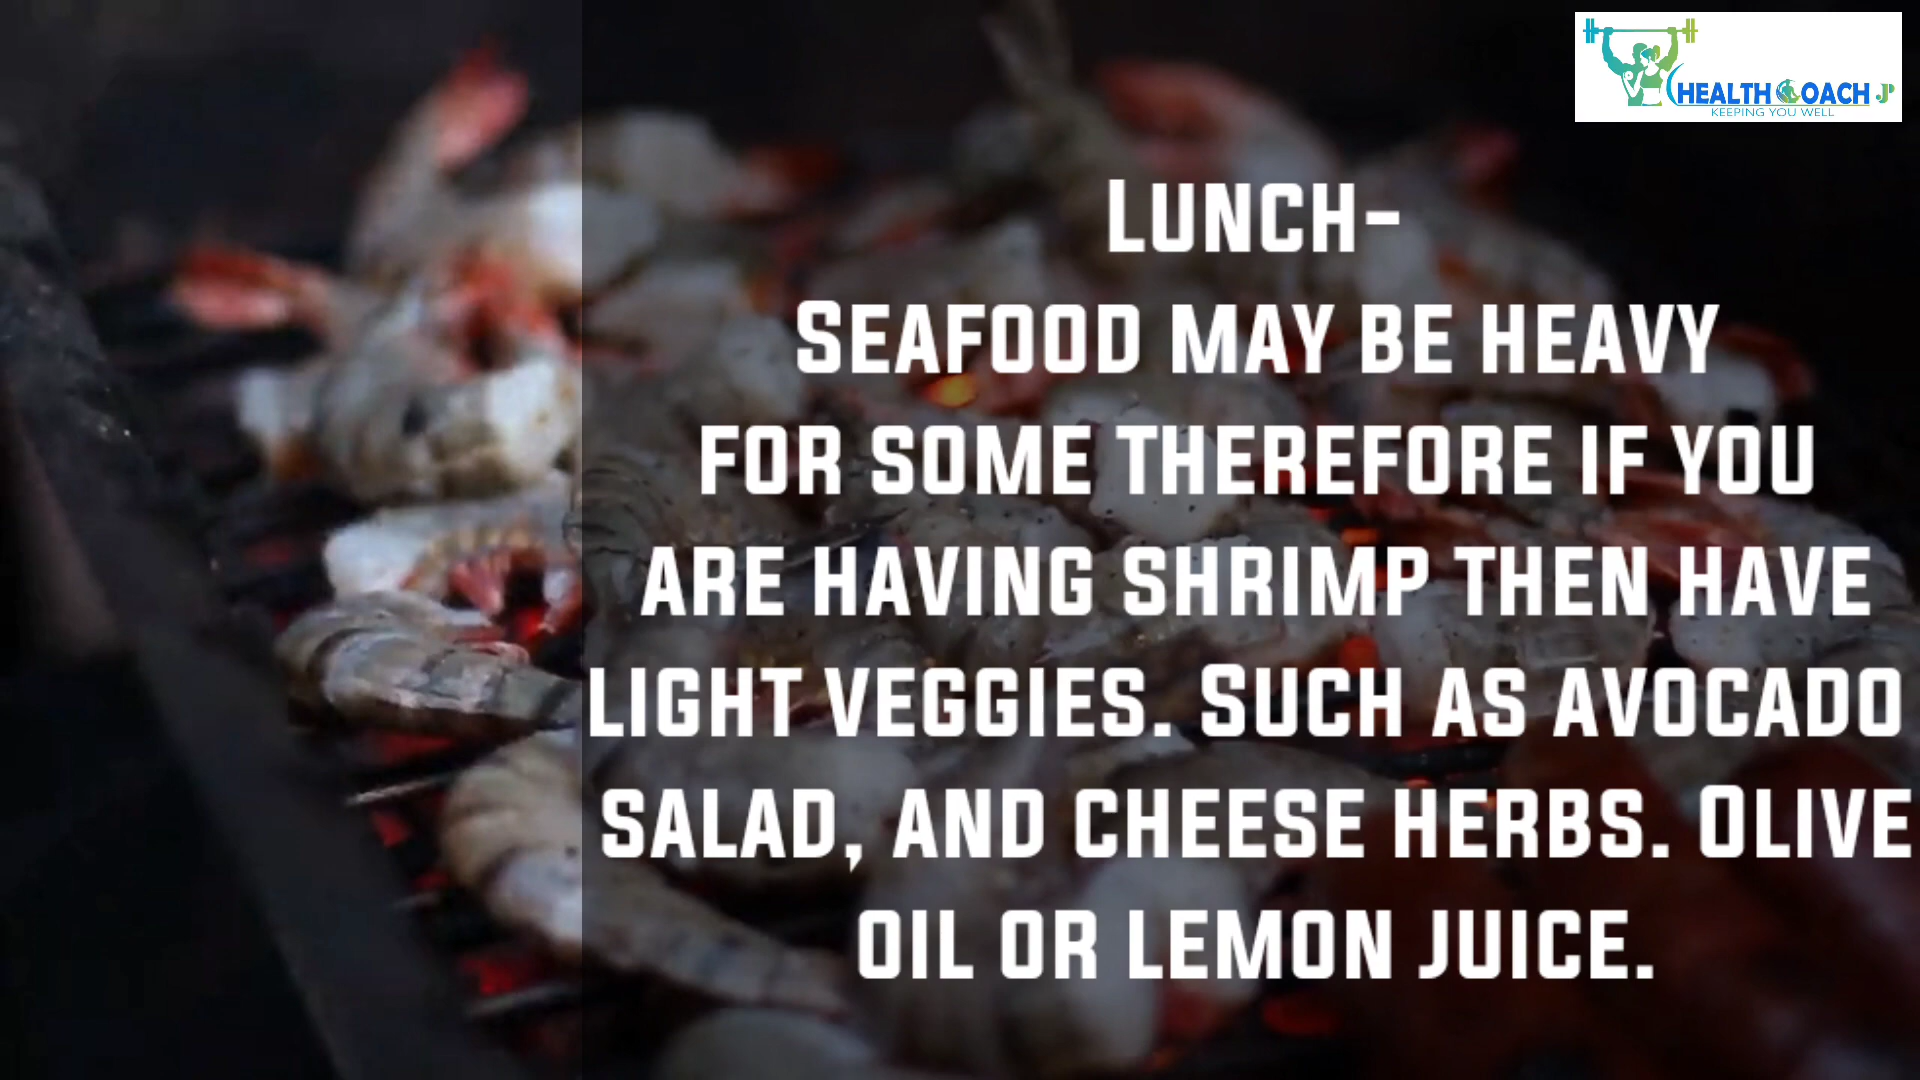 HEALTH COACH JP
KEEPING YOU WELL
Lunch-
Seafood may be heavy
for some therefore if you
are having shrimp then have
light veggies. Such as avocado
salad, and cheese herbs. Olive
oil or lemon juice.